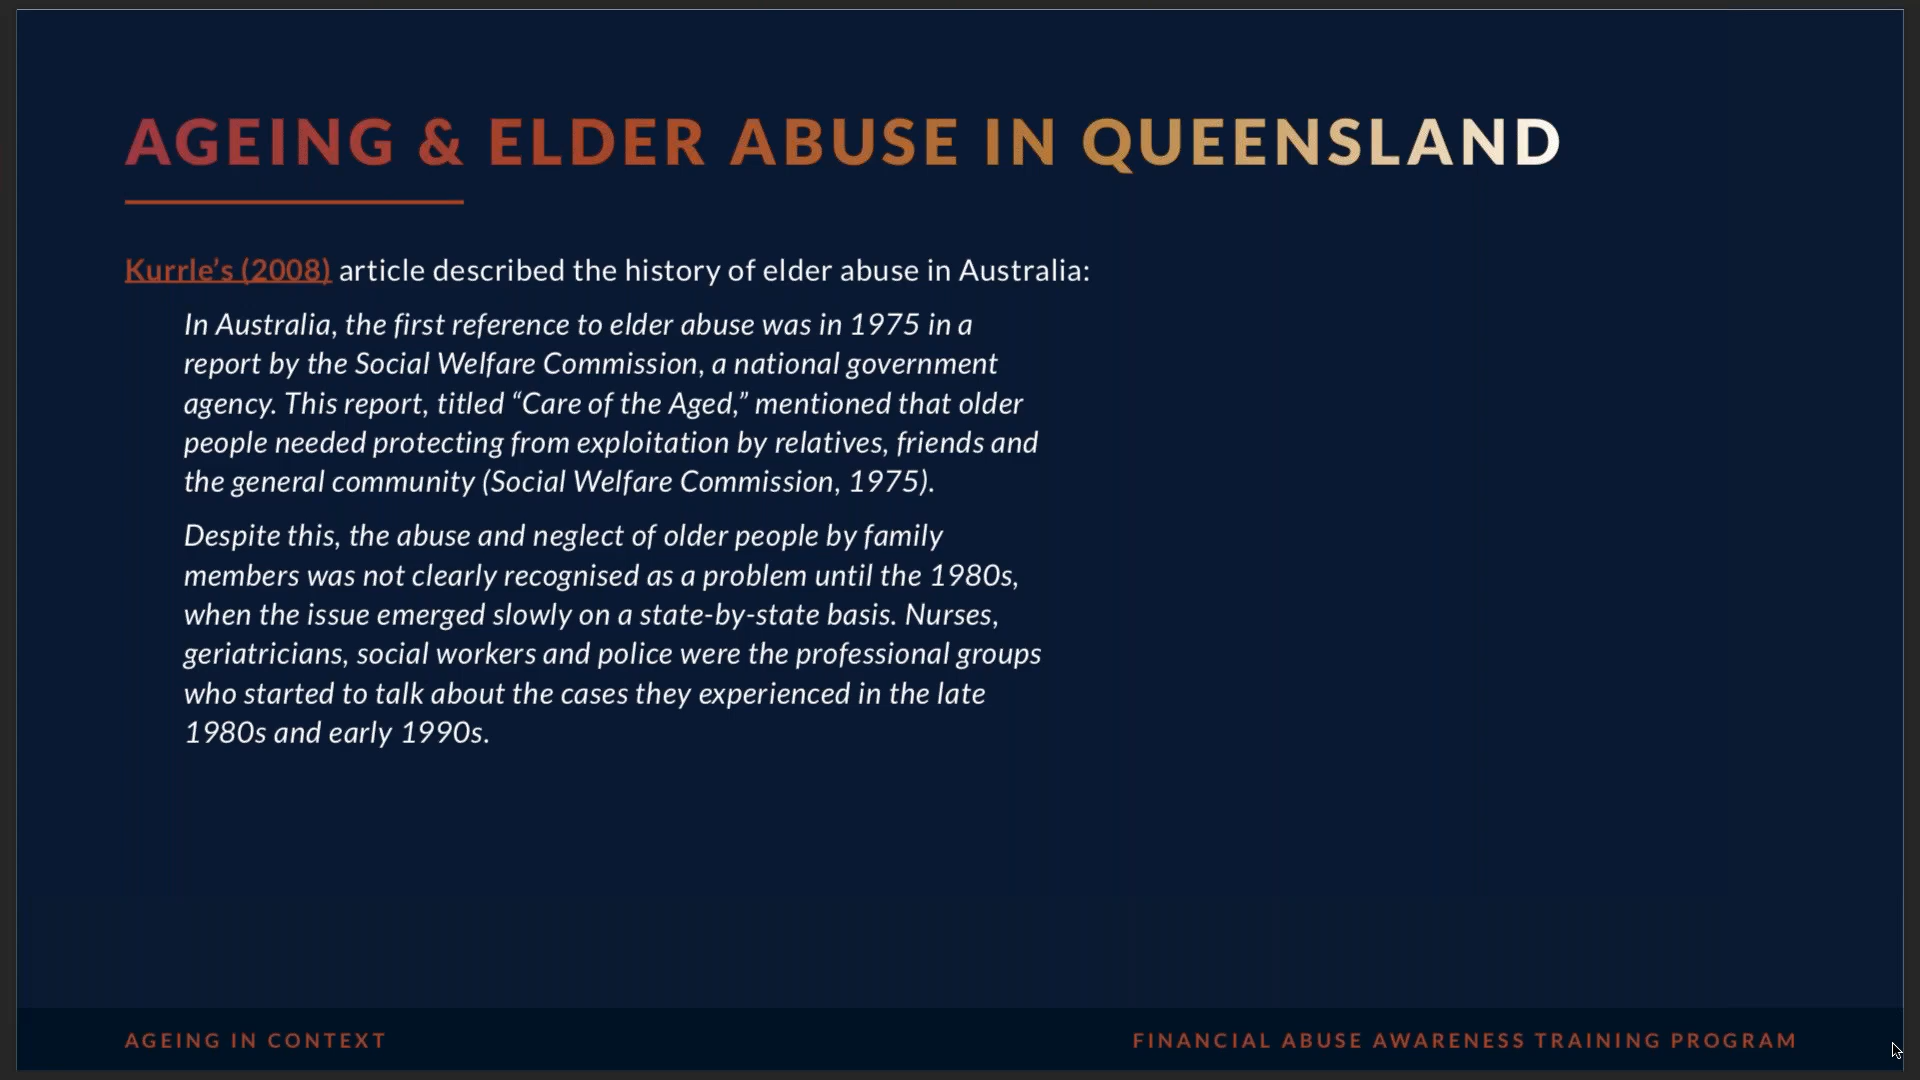 AGEING & ELDER ABUSE IN QUEENSLAND
Kurrle’s (2008) article described the history of elder abuse in Australia:
In Australia, the first reference to elder abuse was in 1975 in a
report by the Social Welfare Commission, a national government
agency. This report, titled “Care of the Aged,” mentioned that older
people needed protecting from exploitation by relatives, friends and
the general community (Social Welfare Commission, 1975).
Despite this, the abuse and neglect of older people by family
members was not clearly recognised as a problem until the 1980s,
when the issue emerged slowly on a state-by-state basis. Nurses,
geriatricians, social workers and police were the professional groups
who started to talk about the cases they experienced in the late
1980s and early 1990s.
AGEING IN CONTEXT
FINANCIAL ABUSE AWARENESS TRAINING PROGRAM